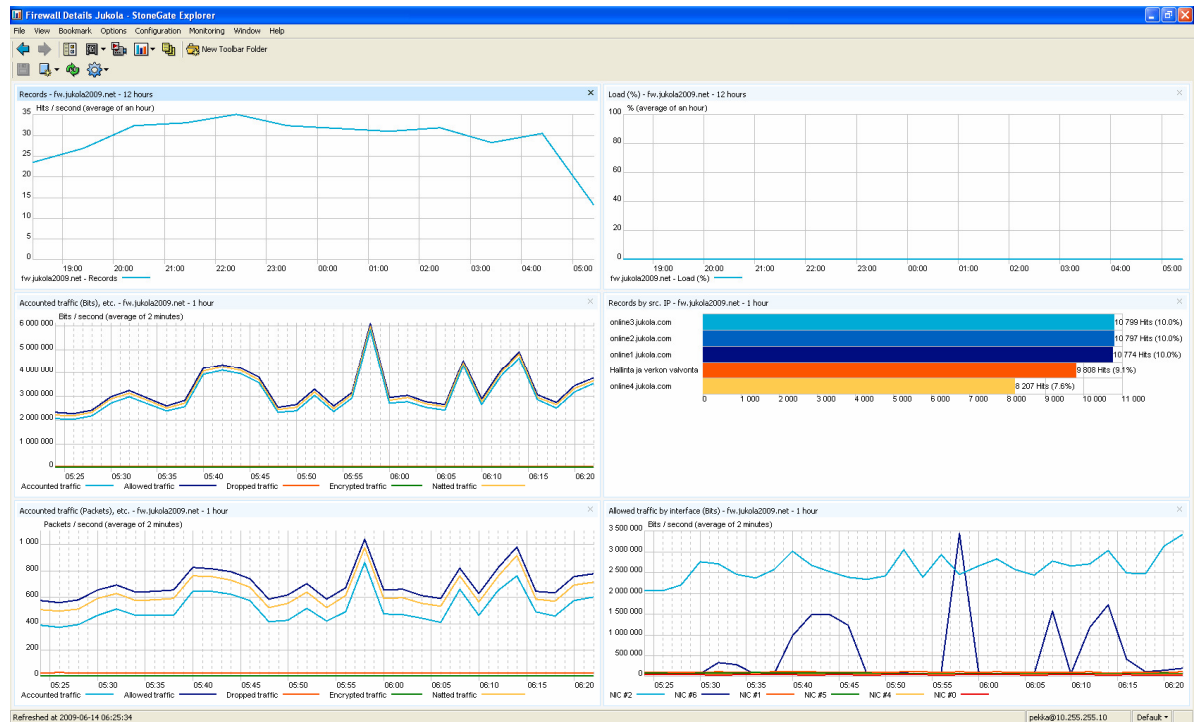 Firewall Details Jukola - StoneGate Explorer
File View Bookmark Options Configuration Monitoring Window Help
New Toolbar Folder
Records - fw.jukola2009.net - 12 hours
35 Hits / second (average of an hour)
30
25
20
15
10
5
0
19:00 20:00 21:00 22:00 23:00 00:00 01:00 02:00 03:00 04:00 05:00
fw.jukola2009.net - Records
Load (%) - fw.jukola2009.net - 12 hours
100 % (average of an hour)
80
60
40
20
0
19:00 20:00 21:00 22:00 23:00 00:00 01:00 02:00 03:00 04:00 05:00
fw.jukola2009.net - Load (%)
Accounted traffic (Bits), etc. - fw.jukola2009.net - 1 hour
Bits / second (average of 2 minutes)
6 000 000
5 000 000
4 000 000
3 000 000
2 000 000
1 000 000
0
05:25 05:30 05:35 05:40 05:45 05:50 05:55 06:00 06:05 06:10 06:15 06:20
Accounted traffic Allowed traffic Dropped traffic Encrypted traffic Natted traffic
Records by src. IP - fw.jukola2009.net - 1 hour
online3.jukola.com 10 799 Hits (10.0%)
online2.jukola.com 10 797 Hits (10.0%)
online1.jukola.com 10 774 Hits (10.0%)
Hallinta ja verkon valvonta 9 808 Hits (9.1%)
online4.jukola.com 8 207 Hits (7.6%)
0 1 000 2 000 3 000 4 000 5 000 6 000 7 000 8 000 9 000 10 000 11 000
Accounted traffic (Packets), etc. - fw.jukola2009.net - 1 hour
Packets / second (average of 2 minutes)
1 000
800
600
400
200
0
05:25 05:30 05:35 05:40 05:45 05:50 05:55 06:00 06:05 06:10 06:15 06:20
Accounted traffic Allowed traffic Dropped traffic Encrypted traffic Natted traffic
Allowed traffic by interface (Bits) - fw.jukola2009.net - 1 hour
3 500 000 Bits / second (average of 2 minutes)
3 000 000
2 500 000
2 000 000
1 500 000
1 000 000
500 000
0
05:25 05:30 05:35 05:40 05:45 05:50 05:55 06:00 06:05 06:10 06:15 06:20
NIC #2 NIC #6 NIC #1 NIC #5 NIC #4 NIC #0
Refreshed at 2009-06-14 06:25:34
pekka@10.255.255.10 Default